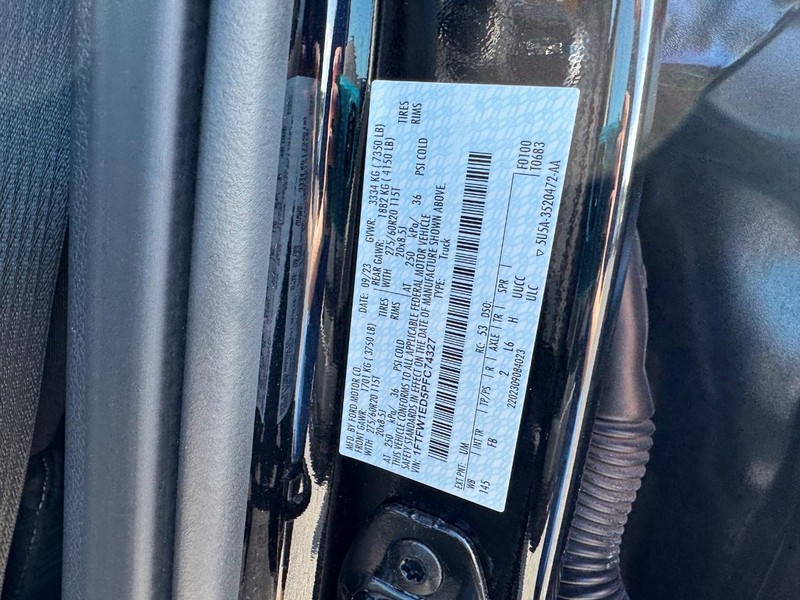 MFD. BY FORD MOTOR CO.
DATE: 09/23 GVWR: 3334 KG ( 7350 LB)
FRONT GAWR: 1701 KG ( 3750 LB) REAR GAWR: 1882 KG ( 4150 LB)
WITH 275/60R20 115T TIRES WITH 275/60R20 115T TIRES
20x8.5J RIMS 20x8.5J RIMS
AT 250 kPa/ 36 PSI COLD AT 250 kPa/ 36 PSI COLD
THIS VEHICLE CONFORMS TO ALL APPLICABLE FEDERAL MOTOR VEHICLE
SAFETY STANDARDS IN EFFECT ON THE DATE OF MANUFACTURE SHOWN ABOVE.
VIN: 1FTFW1ED5PFC74327 TYPE: Truck
EXT PNT: UM RC: 53 DSO: F0100
WB INT TR TP/PS R AXLE TR SPR T0683
145 FB 2 L6 H UUCC
2202309084023 ULC
▽ 5U5A-3520472-AA